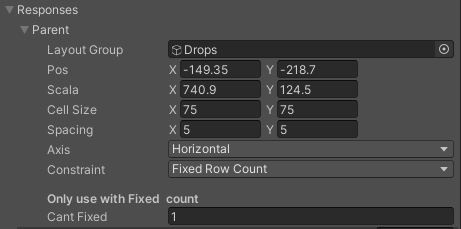 Responses
Parent
Layout Group Drops
Pos X -149.35 Y -218.7
Scala X 740.9 Y 124.5
Cell Size X 75 Y 75
Spacing X 5 Y 5
Axis Horizontal
Constraint Fixed Row Count
Only use with Fixed count
Cant Fixed 1